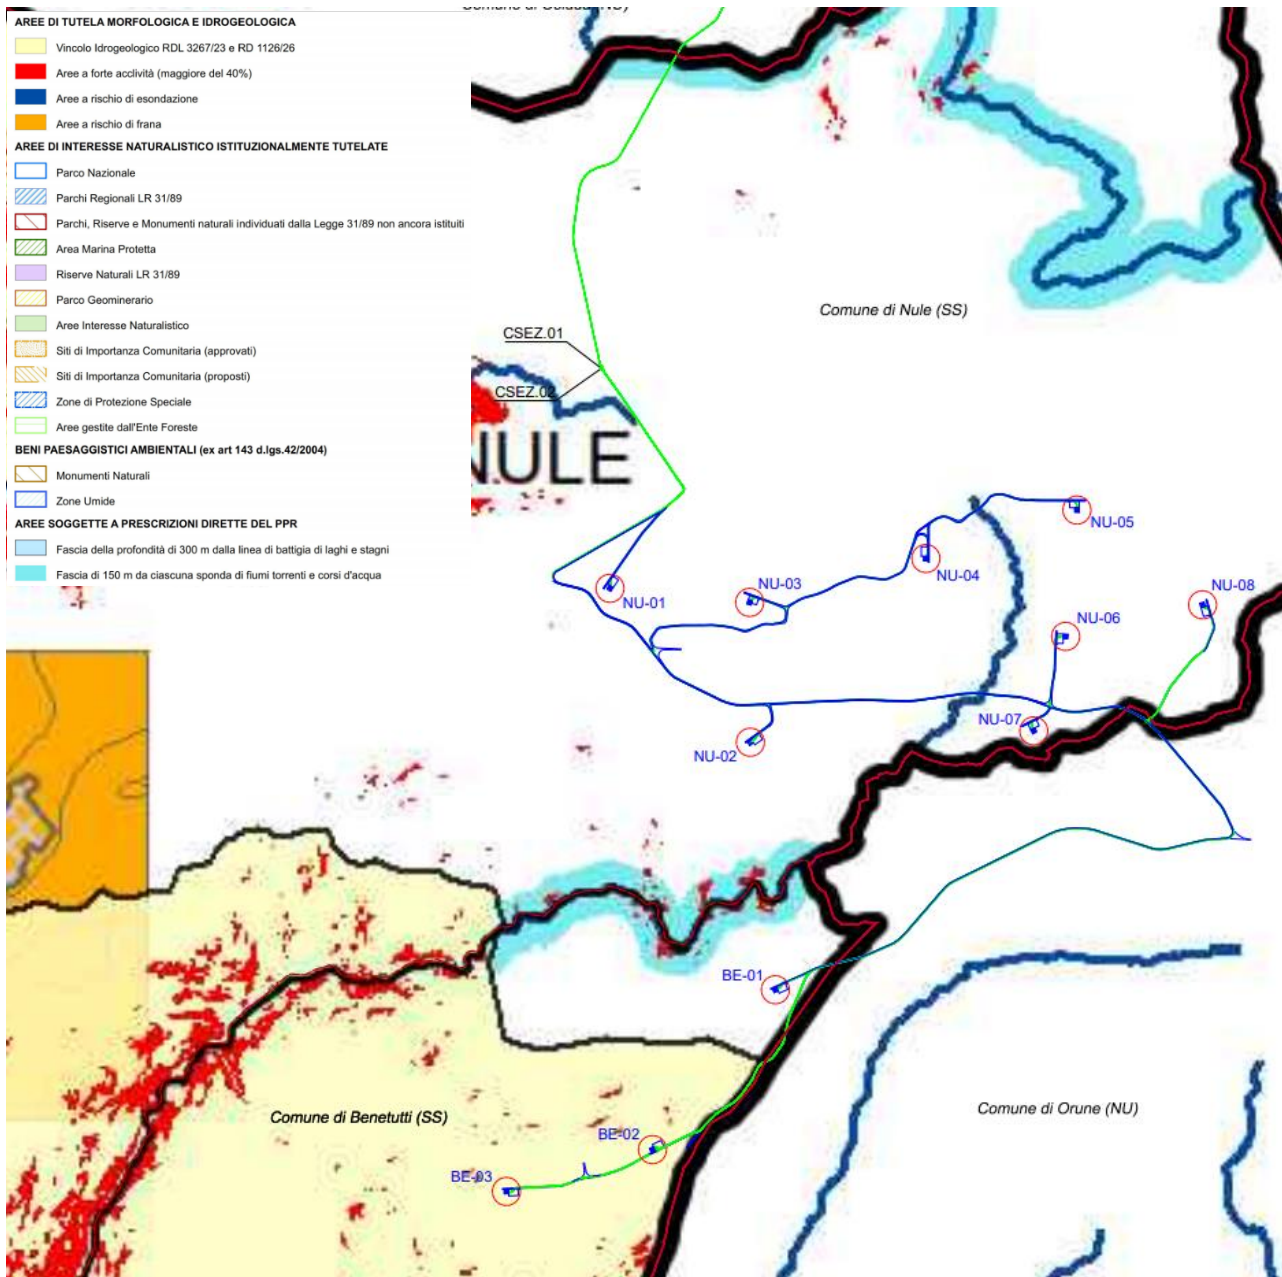 AREE DI TUTELA MORFOLOGICA E IDROGEOLOGICA
Vincolo Idrogeologico RDL 3267/23 e RD 1126/26
Aree a forte acclività (maggiore del 40%)
Aree a rischio di esondazione
Aree a rischio di frana
AREE DI INTERESSE NATURALISTICO ISTITUZIONALMENTE TUTELATE
Parco Nazionale
Parchi Regionali LR 31/89
Parchi, Riserve e Monumenti naturali individuati dalla Legge 31/89 non ancora istituiti
Area Marina Protetta
Riserve Naturali LR 31/89
Parco Geominerario
Aree Interesse Naturalistico
Siti di Importanza Comunitaria (approvati)
Siti di Importanza Comunitaria (proposti)
Zone di Protezione Speciale
Aree gestite dall'Ente Foreste
BENI PAESAGGISTICI AMBIENTALI (ex art 143 d.lgs.42/2004)
Monumenti Naturali
Zone Umide
AREE SOGGETTE A PRESCRIZIONI DIRETTE DEL PPR
Fascia della profondità di 300 m dalla linea di battigia di laghi e stagni
Fascia di 150 m da ciascuna sponda di fiumi torrenti e corsi d'acqua
Comune di Nule (SS)
CSEZ.01
CSEZ.02
NULE
NU-05
NU-04
NU-03
NU-01
NU-08
NU-06
NU-07
NU-02
BE-01
Comune di Benetutti (SS)
Comune di Orune (NU)
BE-02
BE-03